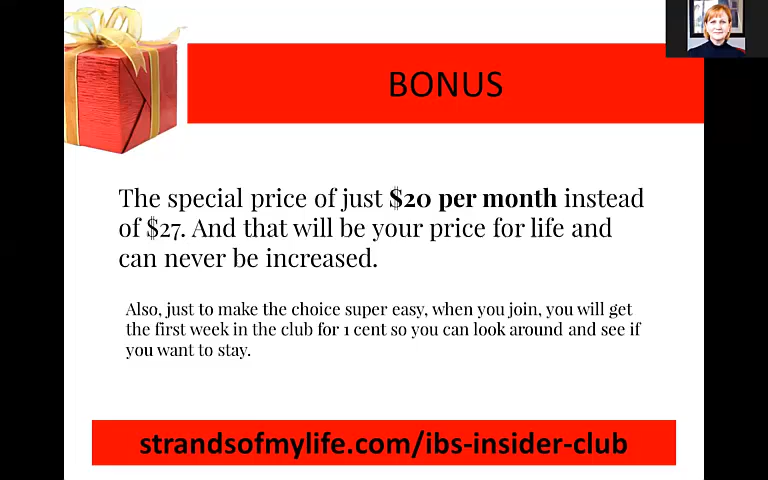 BONUS
The special price of just $20 per month instead
of $27. And that will be your price for life and
can never be increased.
Also, just to make the choice super easy, when you join, you will get
the first week in the club for 1 cent so you can look around and see if
you want to stay.
strandsofmylife.com/ibs-insider-club